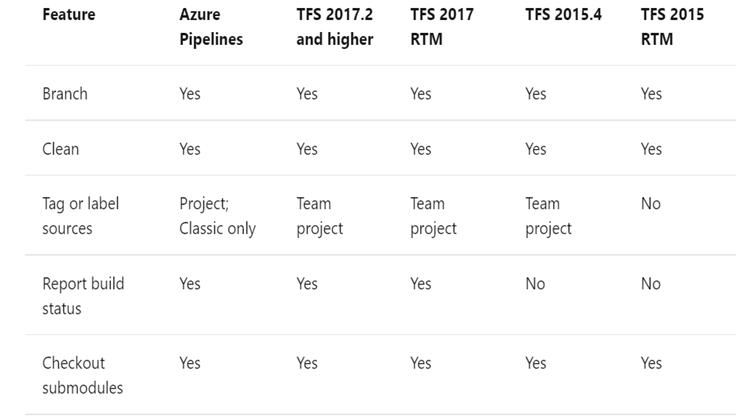 Feature Azure Pipelines TFS 2017.2 and higher TFS 2017 RTM TFS 2015.4 TFS 2015 RTM
Branch Yes Yes Yes Yes Yes
Clean Yes Yes Yes Yes Yes
Tag or label sources Project; Classic only Team project Team project Team project No
Report build status Yes Yes Yes No No
Checkout submodules Yes Yes Yes Yes Yes